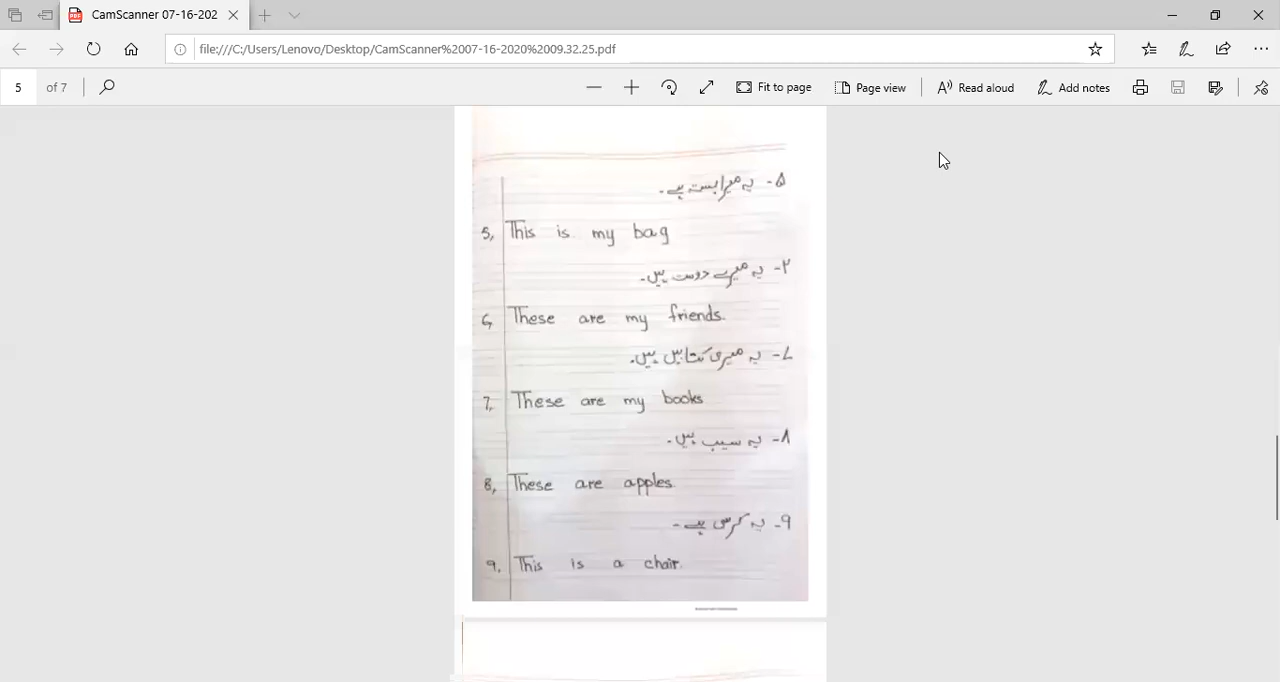 CamScanner 07-16-202
file:///C:/Users/Lenovo/Desktop/CamScanner%2007-16-2020%2009.32.25.pdf
5 of 7
Fit to page
Page view
Read aloud
Add notes
۵- یہ میرا بستہ ہے۔
5, This is my bag
۶- یہ میرے دوست ہیں۔
6, These are my friends.
۷- یہ میری کتابیں ہیں۔
7, These are my books
۸- یہ سیب ہیں۔
8, These are apples
۹- یہ کرسی ہے۔
9. This is a chair.